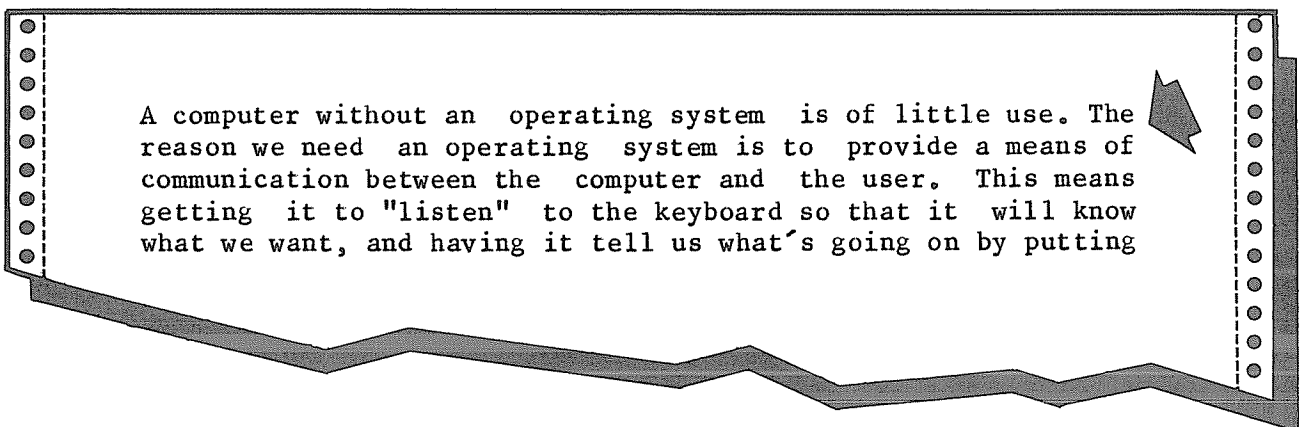 A computer without an  operating system  is of little use. The
reason we need  an operating  system is to  provide a means of
communication between the  computer and  the user.  This means
getting  it to "listen"  to the keyboard so that it  will know
what we want, and having it tell us what's going on by putting